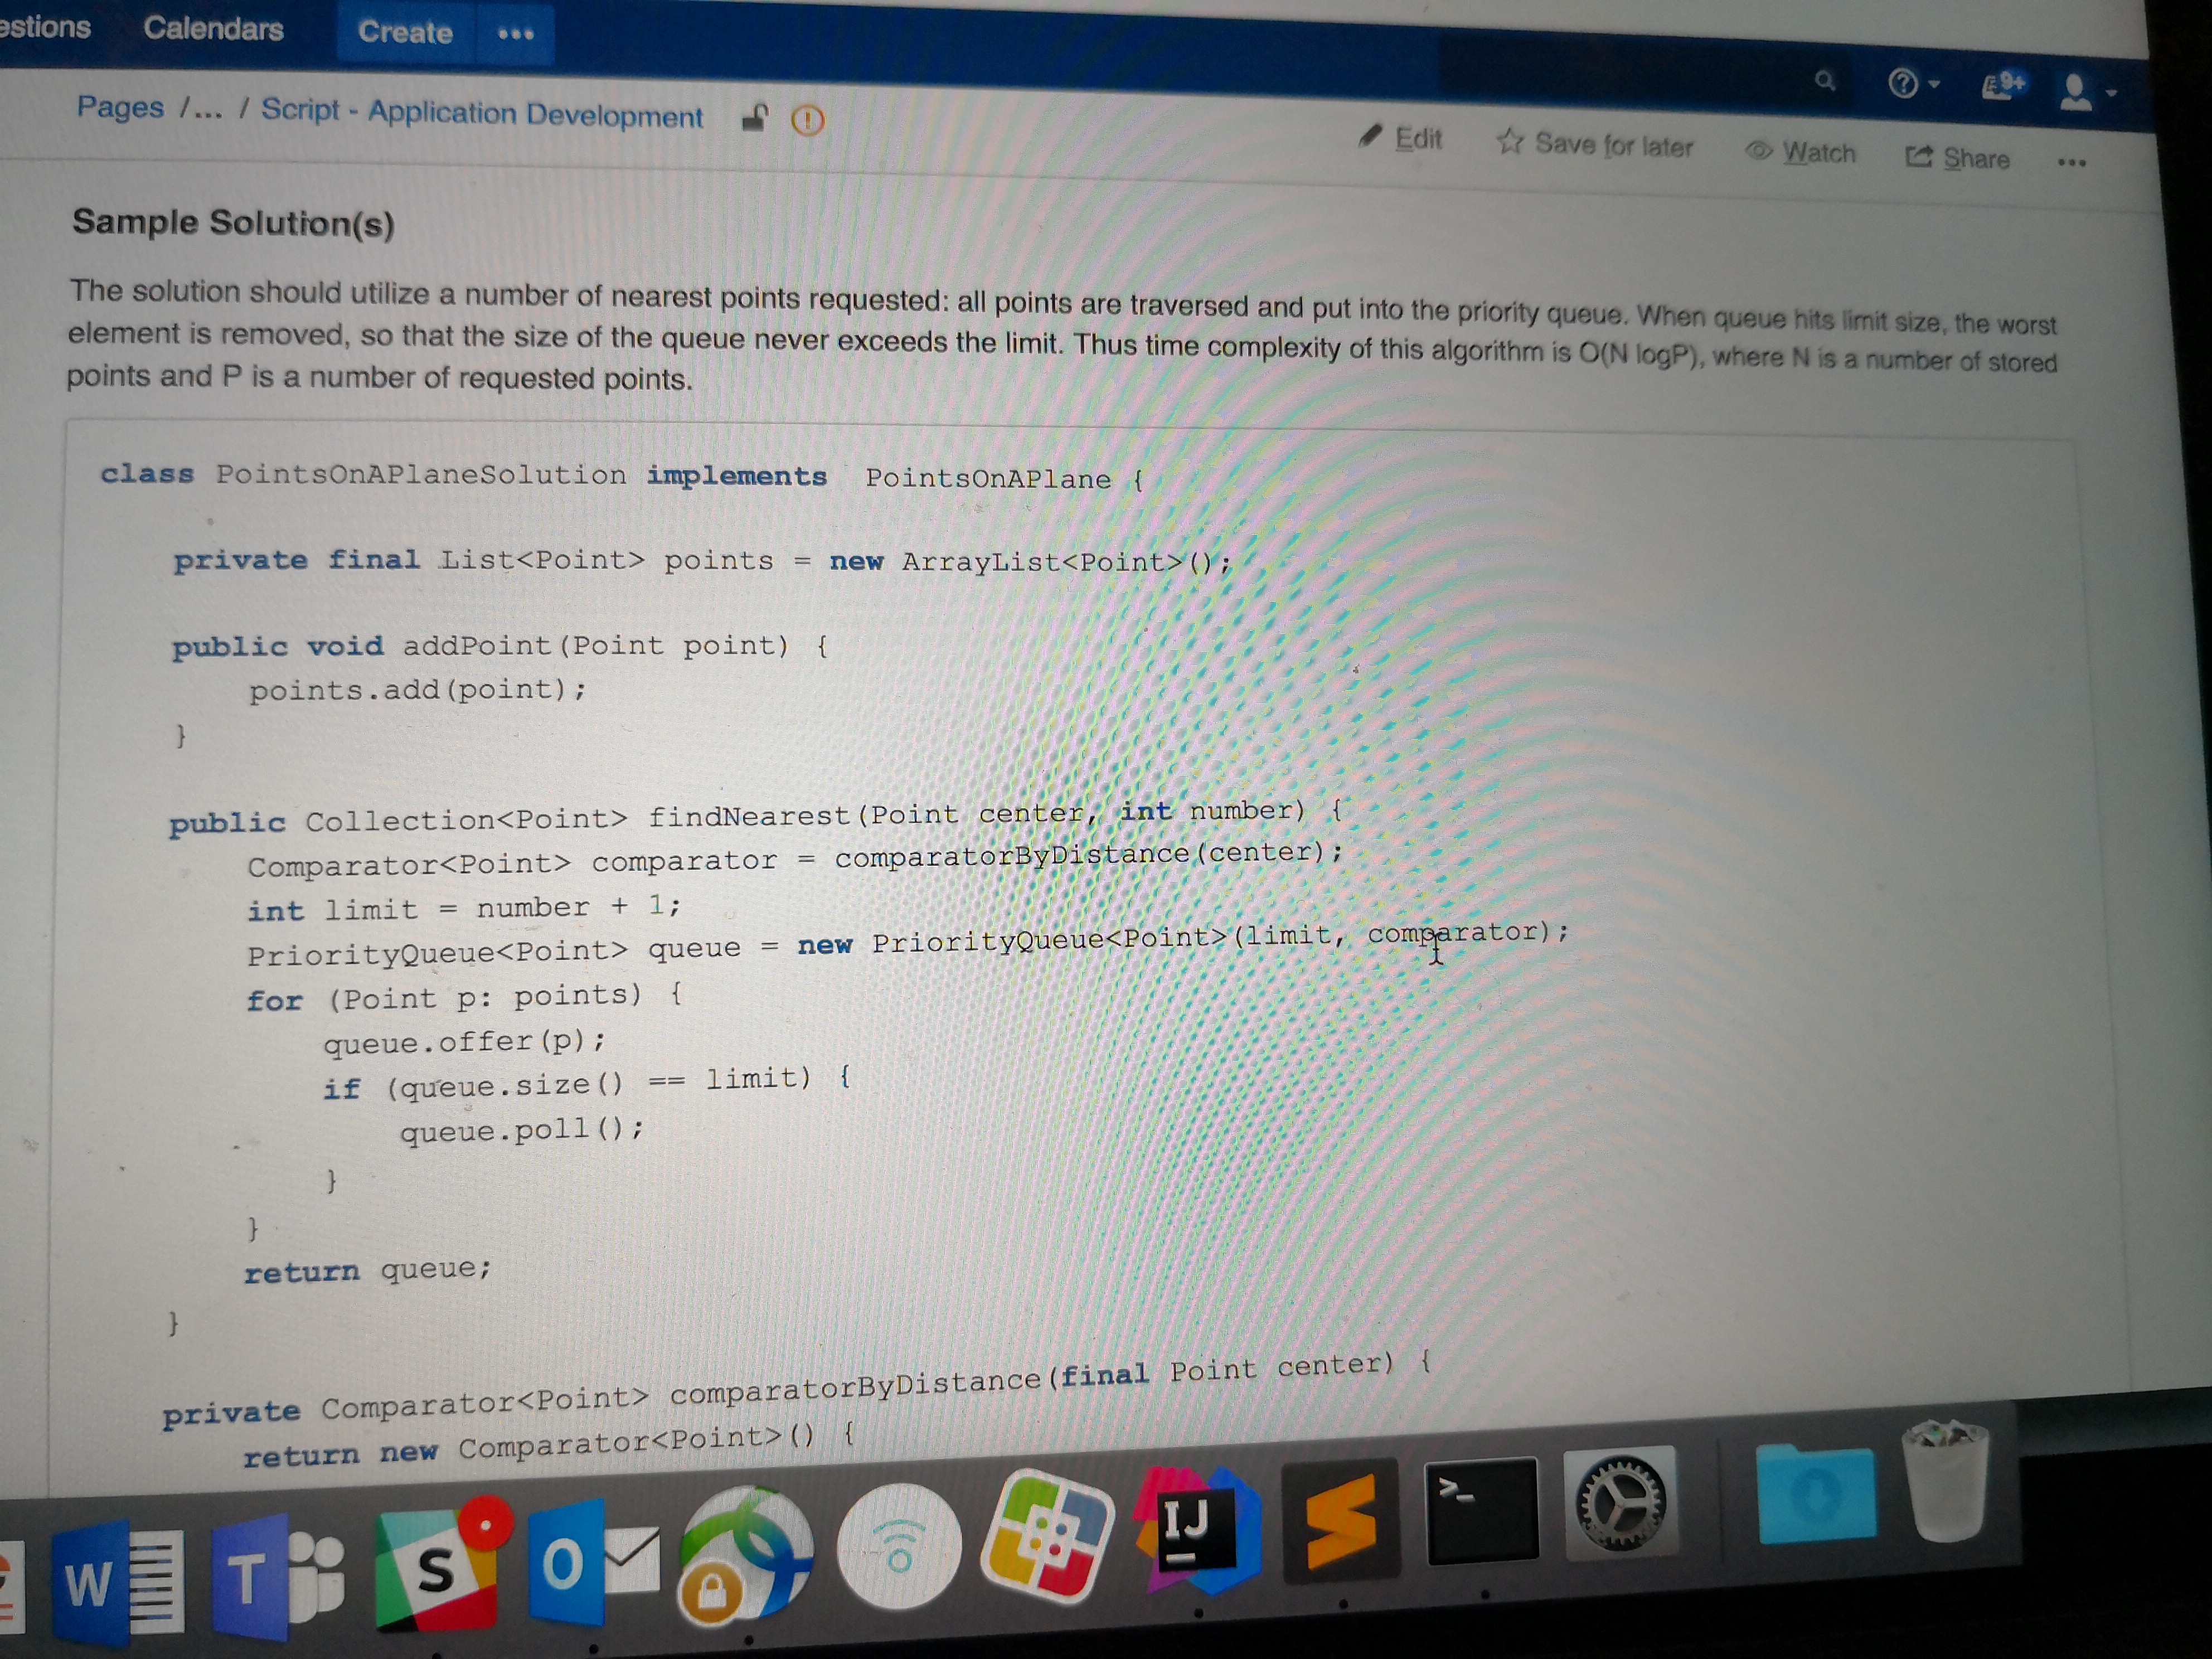 estions Calendars Create •••
9+
Pages /... / Script - Application Development
Edit Save for later Watch Share •••
Sample Solution(s)
The solution should utilize a number of nearest points requested: all points are traversed and put into the priority queue. When queue hits limit size, the worst
element is removed, so that the size of the queue never exceeds the limit. Thus time complexity of this algorithm is O(N logP), where N is a number of stored
points and P is a number of requested points.
class PointsOnAPlaneSolution implements  PointsOnAPlane {
private final List<Point> points = new ArrayList<Point>();
public void addPoint(Point point) {
points.add(point);
}
public Collection<Point> findNearest(Point center, int number) {
Comparator<Point> comparator = comparatorByDistance(center);
int limit = number + 1;
PriorityQueue<Point> queue = new PriorityQueue<Point>(limit, comparator);
for (Point p: points) {
queue.offer(p);
if (queue.size() == limit) {
queue.poll();
}
}
return queue;
}
private Comparator<Point> comparatorByDistance(final Point center) {
return new Comparator<Point>() {
W T S O IJ >_